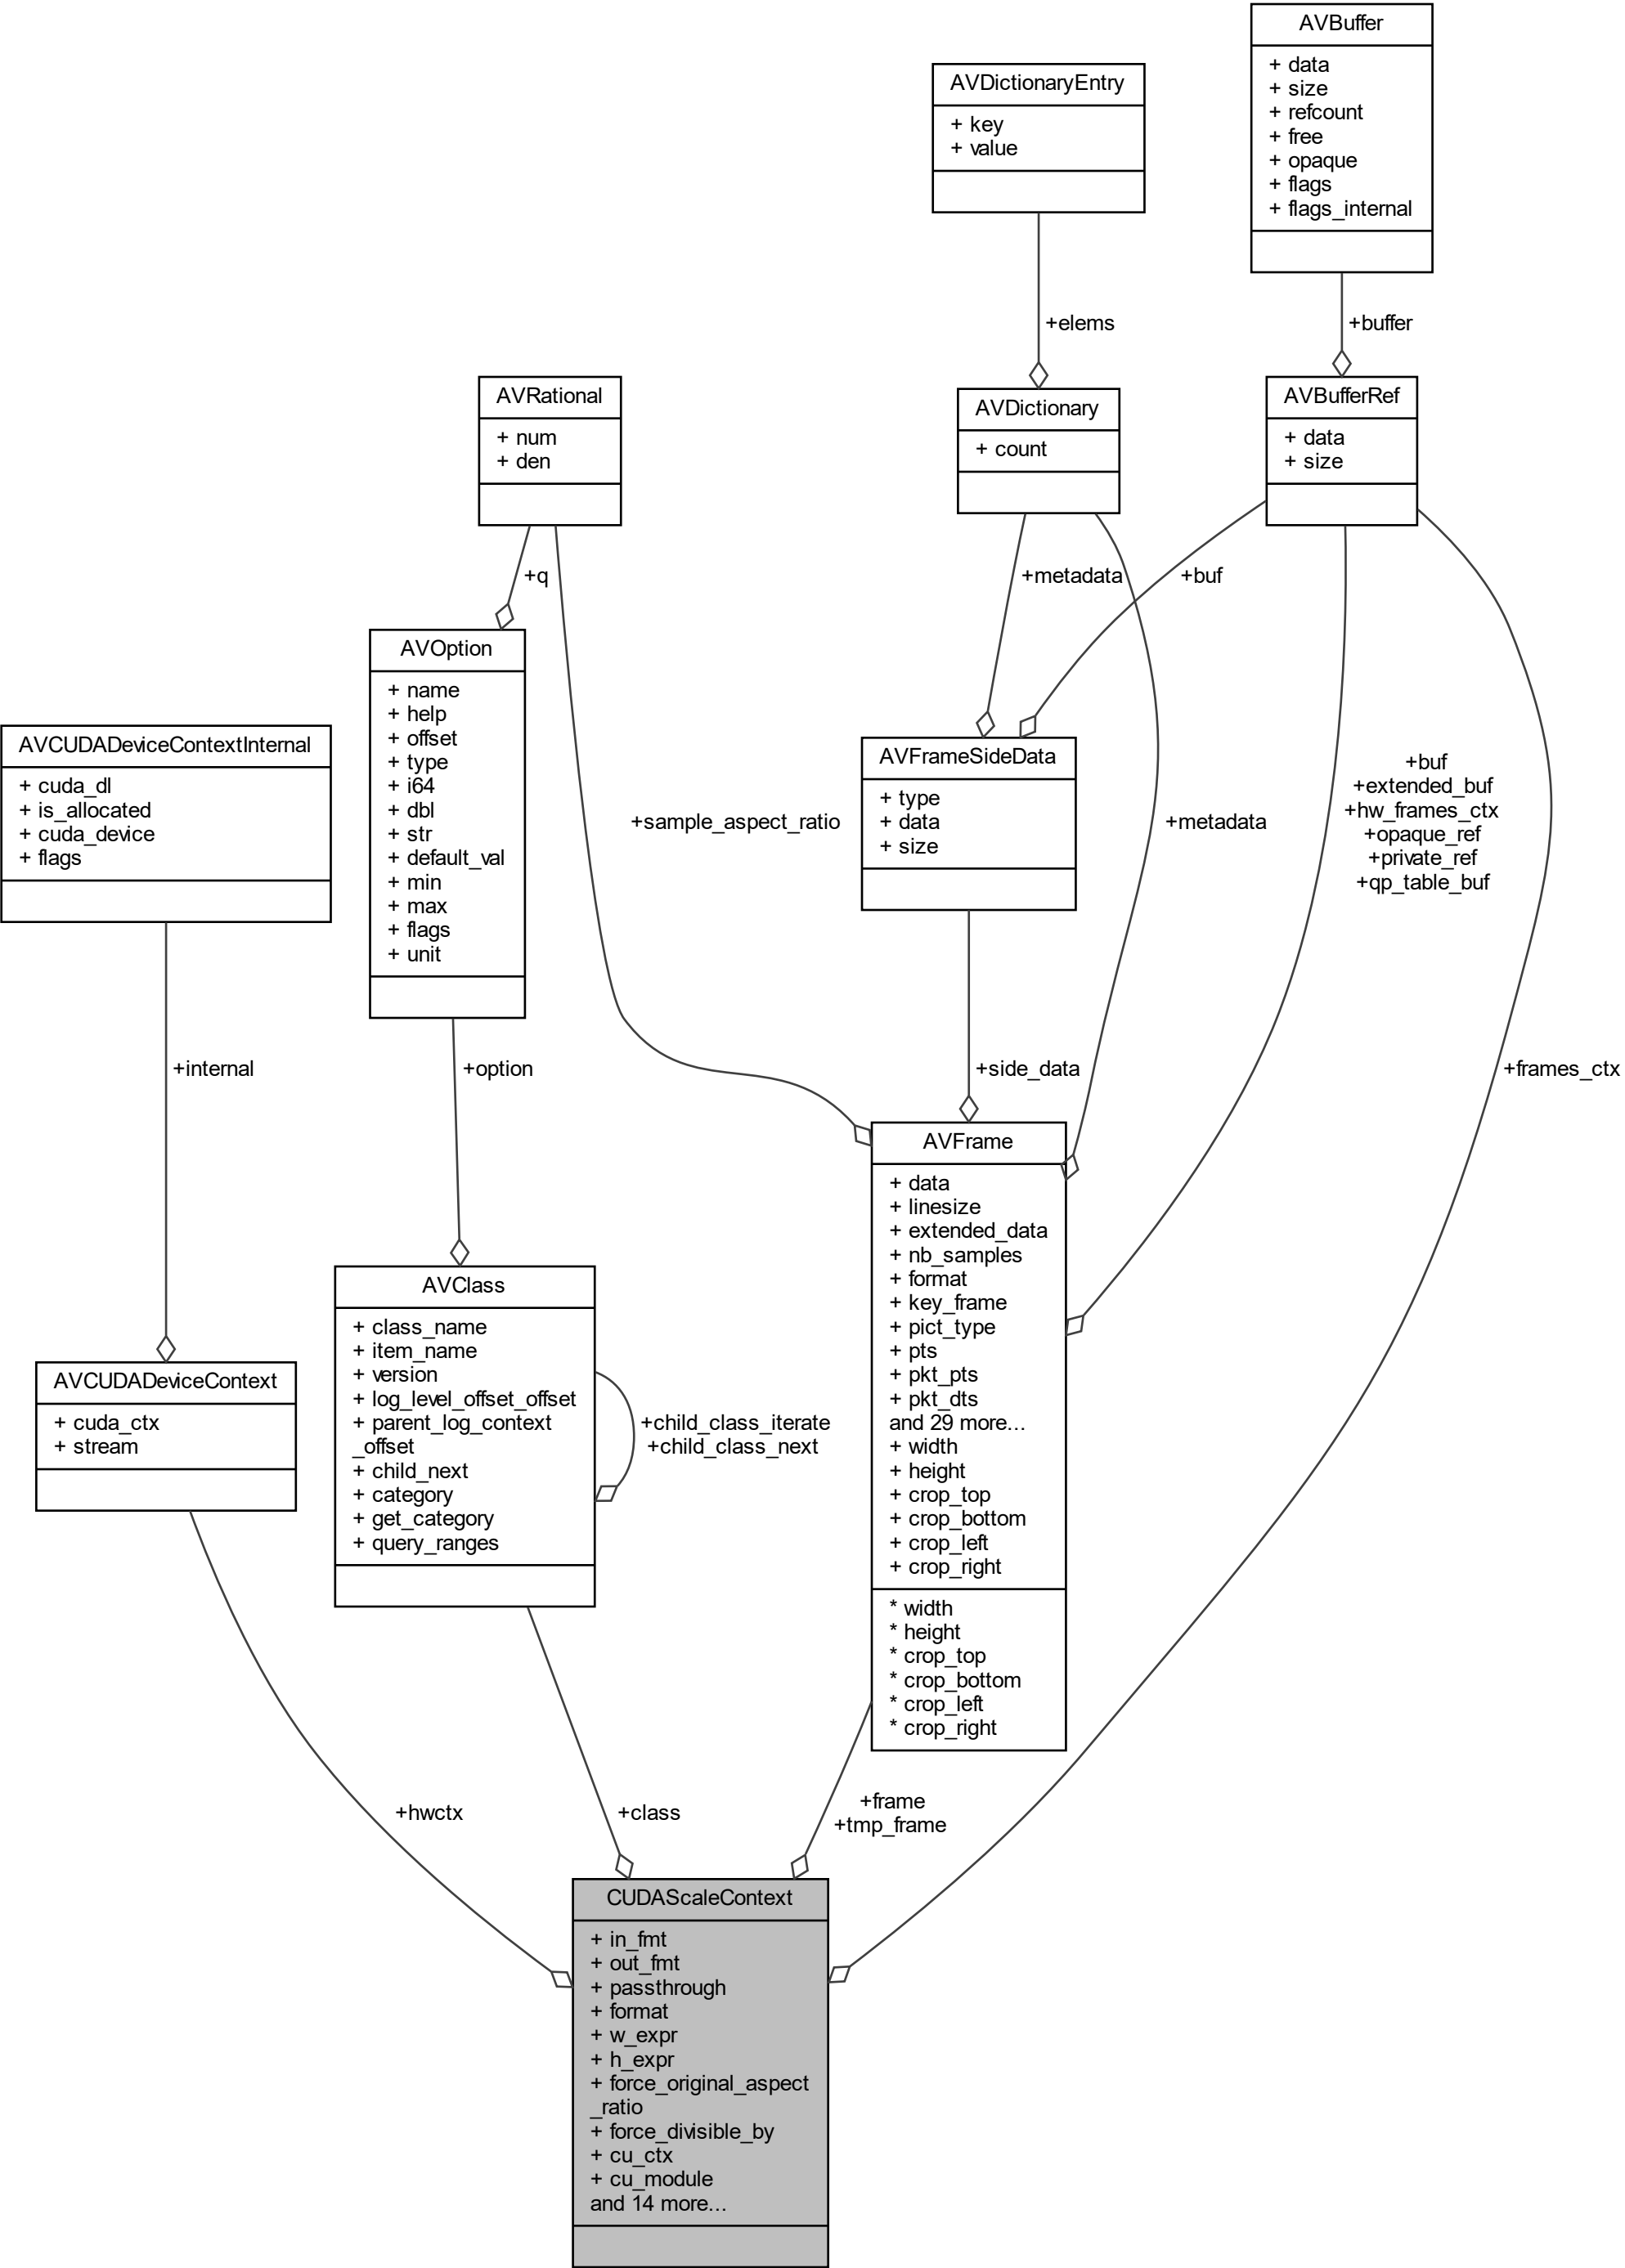 AVBuffer
+ data
+ size
+ refcount
+ free
+ opaque
+ flags
+ flags_internal
AVDictionaryEntry
+ key
+ value
+elems
+buffer
AVRational
+ num
+ den
AVDictionary
+ count
AVBufferRef
+ data
+ size
+q
+metadata
+buf
AVOption
+ name
+ help
+ offset
+ type
+ i64
+ dbl
+ str
+ default_val
+ min
+ max
+ flags
+ unit
AVCUDADeviceContextInternal
+ cuda_dl
+ is_allocated
+ cuda_device
+ flags
+sample_aspect_ratio
AVFrameSideData
+ type
+ data
+ size
+metadata
+buf
+extended_buf
+hw_frames_ctx
+opaque_ref
+private_ref
+qp_table_buf
+internal
+option
+side_data
+frames_ctx
AVFrame
+ data
+ linesize
+ extended_data
+ nb_samples
+ format
+ key_frame
+ pict_type
+ pts
+ pkt_pts
+ pkt_dts
and 29 more...
+ width
+ height
+ crop_top
+ crop_bottom
+ crop_left
+ crop_right
* width
* height
* crop_top
* crop_bottom
* crop_left
* crop_right
AVClass
+ class_name
+ item_name
+ version
+ log_level_offset_offset
+ parent_log_context
_offset
+ child_next
+ category
+ get_category
+ query_ranges
+child_class_iterate
+child_class_next
AVCUDADeviceContext
+ cuda_ctx
+ stream
+hwctx
+class
+frame
+tmp_frame
CUDAScaleContext
+ in_fmt
+ out_fmt
+ passthrough
+ format
+ w_expr
+ h_expr
+ force_original_aspect
_ratio
+ force_divisible_by
+ cu_ctx
+ cu_module
and 14 more...